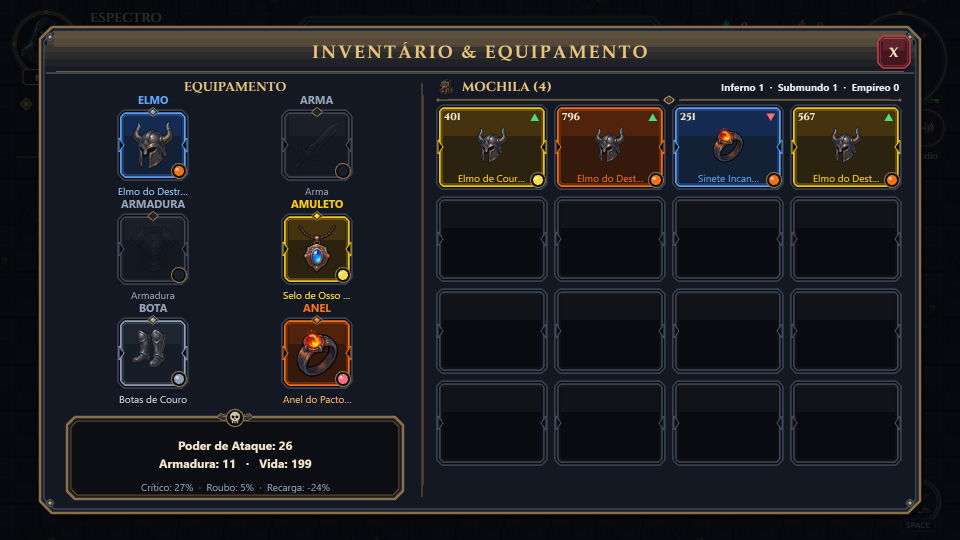 ESPECTRO
INVENTÁRIO & EQUIPAMENTO
X
EQUIPAMENTO
ELMO
ARMA
Elmo do Destr...
Arma
ARMADURA
AMULETO
Armadura
Selo de Osso ...
BOTA
ANEL
Botas de Couro
Anel do Pacto...
Poder de Ataque: 26
Armadura: 11 · Vida: 199
Crítico: 27% · Roubo: 5% · Recarga: -24%
MOCHILA (4)
Inferno 1 · Submundo 1 · Empíreo 0
401
796
251
567
Elmo de Cour...
Elmo do Dest...
Sinete Incan...
Elmo do Dest...
SPACE